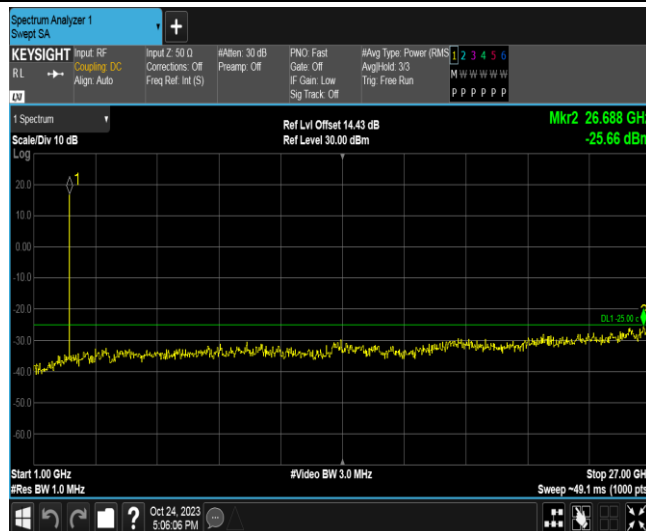 Spectrum Analyzer 1
Swept SA
+
KEYSIGHT Input: RF Input Z: 50 Ω #Atten: 30 dB PNO: Fast #Avg Type: Power (RMS 1 2 3 4 5 6
RL Coupling: DC Corrections: Off Preamp: Off Gate: Off Avg|Hold: 3/3 M W W W W W
Align: Auto Freq Ref: Int (S) IF Gain: Low Trig: Free Run P P P P P P
Sig Track: Off
1 Spectrum Ref Lvl Offset 14.43 dB Mkr2 26.688 GHz
Scale/Div 10 dB Ref Level 30.00 dBm -25.66 dBm
Log
1
20.0
10.0
0.00
-10.0
-20.0
DL1 -25.00
-30.0
-40.0
-50.0
-60.0
Start 1.00 GHz #Video BW 3.0 MHz Stop 27.00 GH
#Res BW 1.0 MHz Sweep ~49.1 ms (1000 pts
? Oct 24, 2023
5:06:06 PM